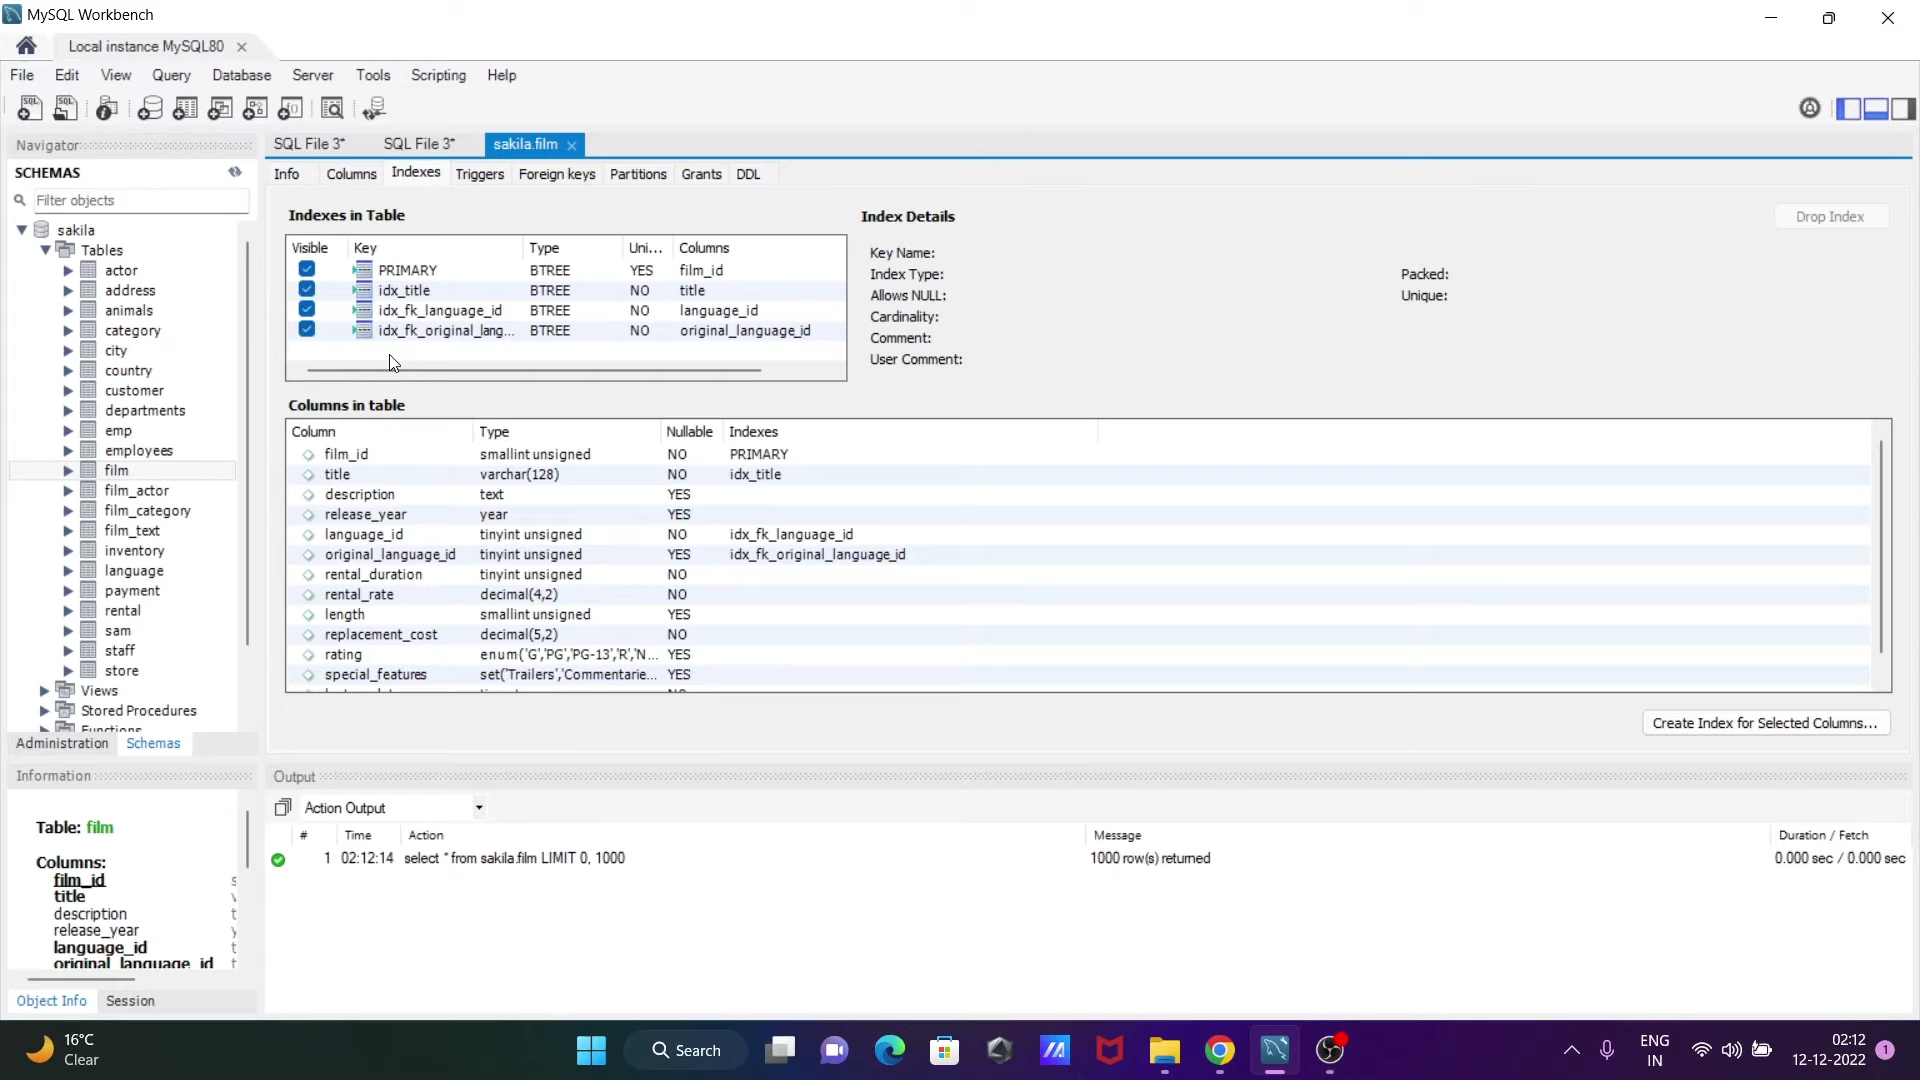 MySQL Workbench
Local instance MySQL80
File Edit View Query Database Server Tools Scripting Help
Navigator
SCHEMAS
Filter objects
sakila
Tables
actor
address
animals
category
city
country
customer
departments
emp
employees
film
film_actor
film_category
film_text
inventory
language
payment
rental
sam
staff
store
Views
Stored Procedures
Functions
Administration Schemas
Information
Table: film
Columns:
film_id s
title
description t
release_year y
language_id t
original_language_id t
Object Info Session
SQL File 3* SQL File 3* sakila.film
Info Columns Indexes Triggers Foreign keys Partitions Grants DDL
Indexes in Table
Visible Key Type Uni... Columns
PRIMARY BTREE YES film_id
idx_title BTREE NO title
idx_fk_language_id BTREE NO language_id
idx_fk_original_lang... BTREE NO original_language_id
Index Details
Drop Index
Key Name:
Index Type: Packed:
Allows NULL: Unique:
Cardinality:
Comment:
User Comment:
Columns in table
Column Type Nullable Indexes
film_id smallint unsigned NO PRIMARY
title varchar(128) NO idx_title
description text YES
release_year year YES
language_id tinyint unsigned NO idx_fk_language_id
original_language_id tinyint unsigned YES idx_fk_original_language_id
rental_duration tinyint unsigned NO
rental_rate decimal(4,2) NO
length smallint unsigned YES
replacement_cost decimal(5,2) NO
rating enum('G','PG','PG-13','R','N... YES
special_features set('Trailers','Commentarie... YES
Create Index for Selected Columns...
Output
Action Output
# Time Action Message Duration / Fetch
1 02:12:14 select * from sakila.film LIMIT 0, 1000 1000 row(s) returned 0.000 sec / 0.000 sec
16°C
Clear
Search
ENG
IN
02:12
12-12-2022
1